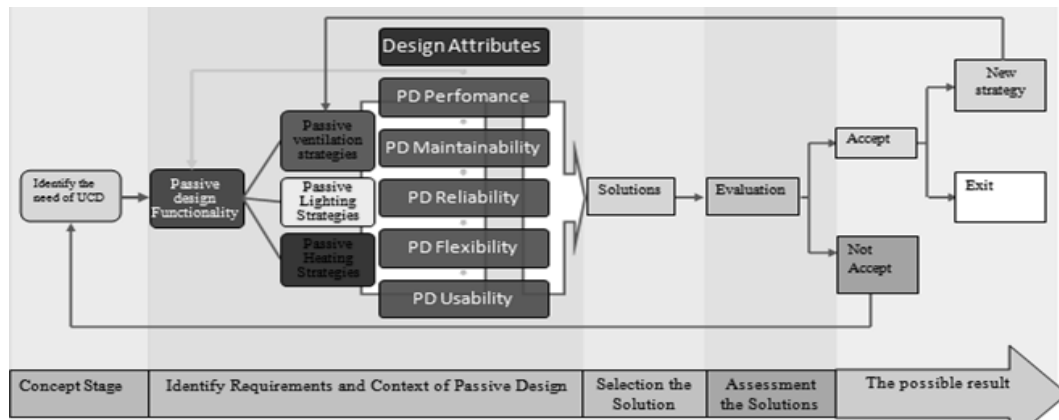 Design Attributes
PD Perfomance
PD Maintainability
PD Reliability
PD Flexibility
PD Usability
Identify the
need of UCD
Passive
design
Functionality
Passive
ventilation
strategies
Passive
Lighting
Strategies
Passive
Heating
Strategies
Solutions
Evaluation
Accept
Not
Accept
New
strategy
Exit
Concept Stage
Identify Requirements and Context of Passive Design
Selection the
Solution
Assessment
the Solutions
The possible result